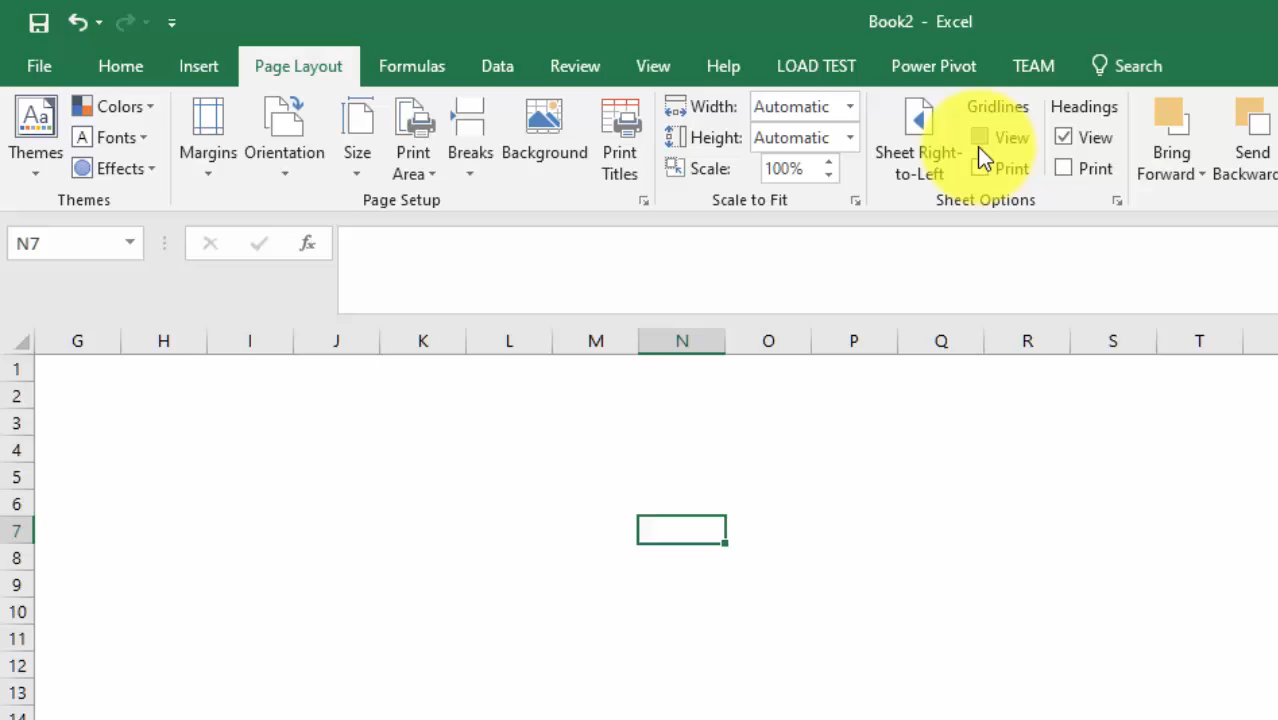 Book2 - Excel
File Home Insert Page Layout Formulas Data Review View Help LOAD TEST Power Pivot TEAM Search
Aa Themes
Colors
A Fonts
Effects
Themes
Margins Orientation Size Print Area Breaks Background Print Titles
Page Setup
Width: Automatic
Height: Automatic
Scale: 100%
Scale to Fit
Sheet Right-to-Left
Gridlines
View
Print
Headings
View
Print
Sheet Options
Bring Forward
Send Backward
N7 fx
G H I J K L M N O P Q R S T
1
2
3
4
5
6
7
8
9
10
11
12
13
14